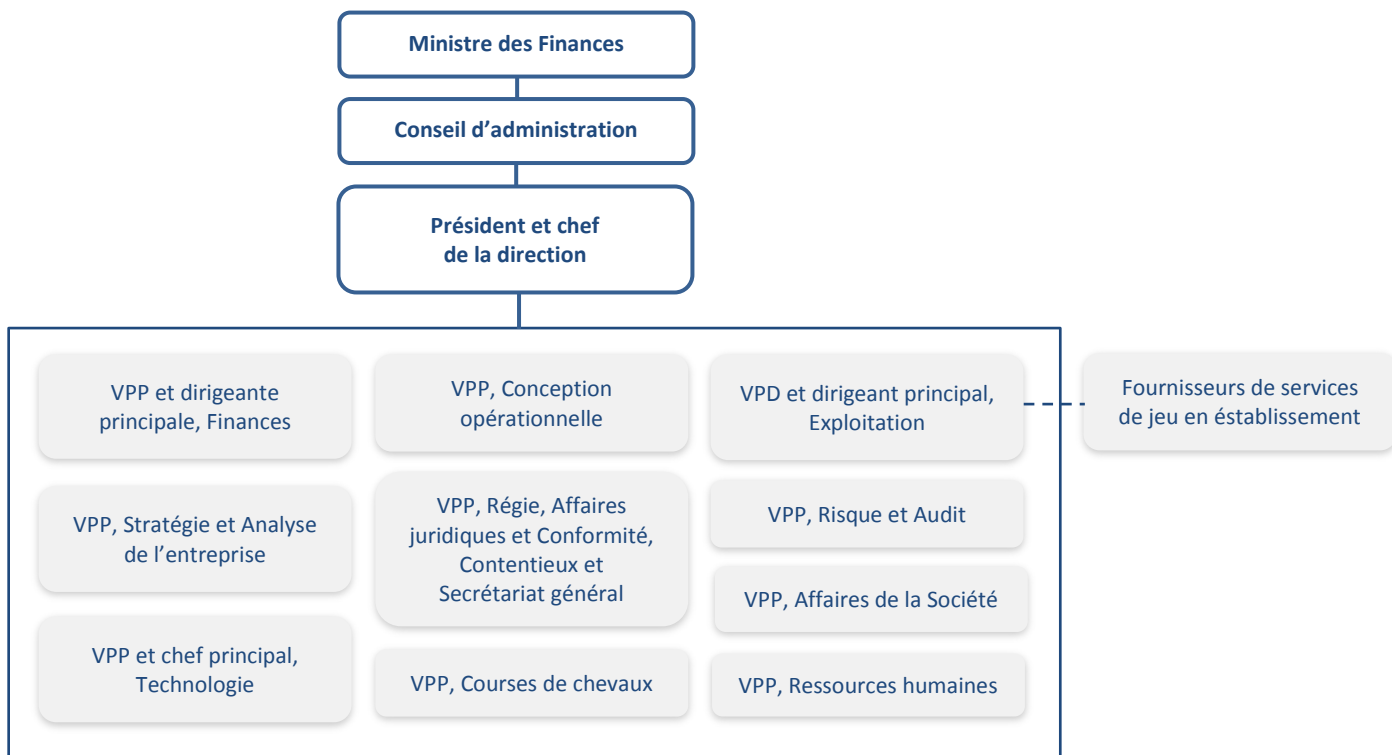 Ministre des Finances
Conseil d’administration
Président et chef
de la direction
VPP et dirigeante
principale, Finances
VPP, Conception
opérationnelle
VPD et dirigeant principal,
Exploitation
Fournisseurs de services
de jeu en éstablissement
VPP, Stratégie et Analyse
de l’entreprise
VPP, Régie, Affaires
juridiques et Conformité,
Contentieux et
Secrétariat général
VPP, Risque et Audit
VPP, Affaires de la Société
VPP et chef principal,
Technologie
VPP, Courses de chevaux
VPP, Ressources humaines